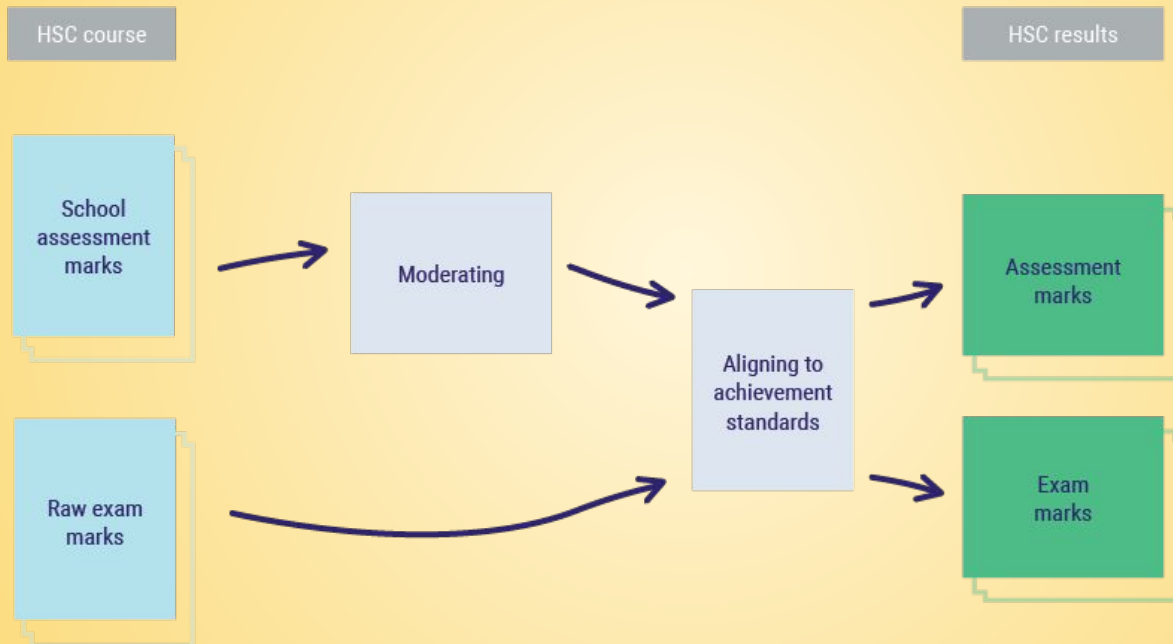 HSC course
HSC results
School
assessment
marks
Moderating
Assessment
marks
Aligning to
achievement
standards
Raw exam
marks
Exam
marks